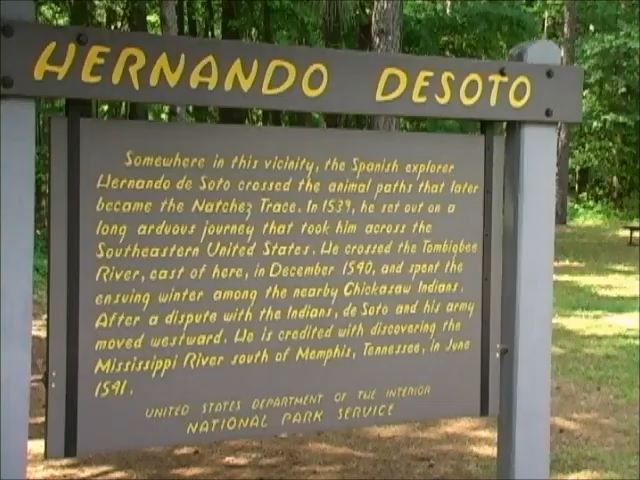 HERNANDO DESOTO
Somewhere in this vicinity, the Spanish explorer
Hernando de Soto crossed the animal paths that later
became the Natchez Trace. In 1539, he set out on a
long arduous journey that took him across the
Southeastern United States. He crossed the Tombigbee
River, east of here, in December 1540, and spent the
ensuing winter among the nearby Chickasaw Indians.
After a dispute with the Indians, de Soto and his army
moved westward. He is credited with discovering the
Mississippi River south of Memphis, Tennessee, in June
1541.
UNITED STATES DEPARTMENT OF THE INTERIOR
NATIONAL PARK SERVICE